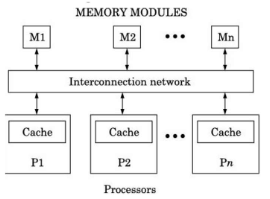 MEMORY MODULES
M1 M2 ••• Mn
Interconnection network
Cache Cache ••• Cache
P1 P2 Pn
Processors